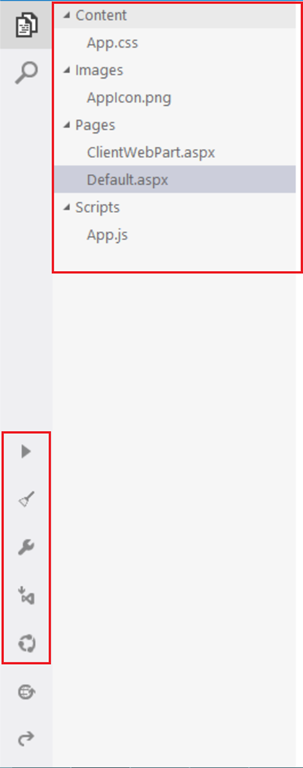 Content
App.css
Images
AppIcon.png
Pages
ClientWebPart.aspx
Default.aspx
Scripts
App.js